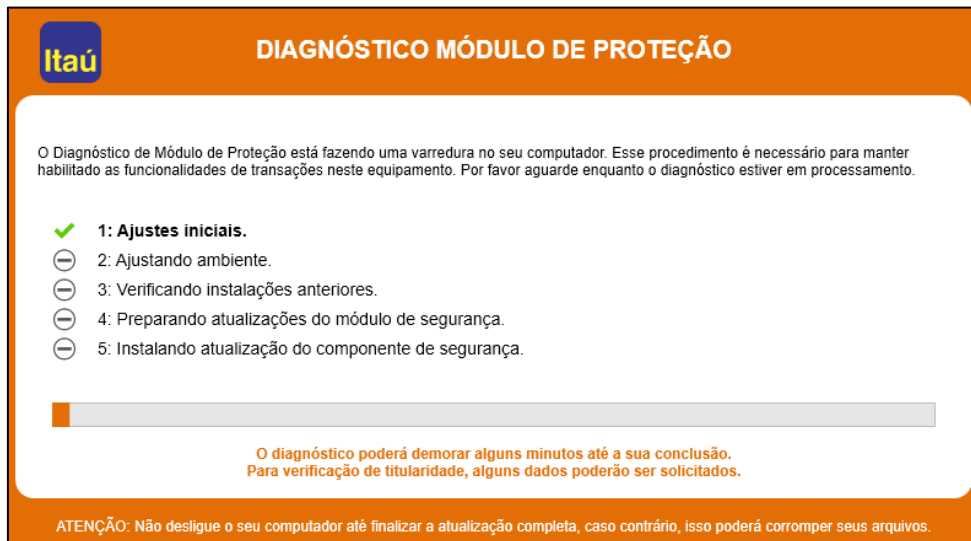 Itaú
DIAGNÓSTICO MÓDULO DE PROTEÇÃO
O Diagnóstico de Módulo de Proteção está fazendo uma varredura no seu computador. Esse procedimento é necessário para manter
habilitado as funcionalidades de transações neste equipamento. Por favor aguarde enquanto o diagnóstico estiver em processamento.
1: Ajustes iniciais.
2: Ajustando ambiente.
3: Verificando instalações anteriores.
4: Preparando atualizações do módulo de segurança.
5: Instalando atualização do componente de segurança.
O diagnóstico poderá demorar alguns minutos até a sua conclusão.
Para verificação de titularidade, alguns dados poderão ser solicitados.
ATENÇÃO: Não desligue o seu computador até finalizar a atualização completa, caso contrário, isso poderá corromper seus arquivos.